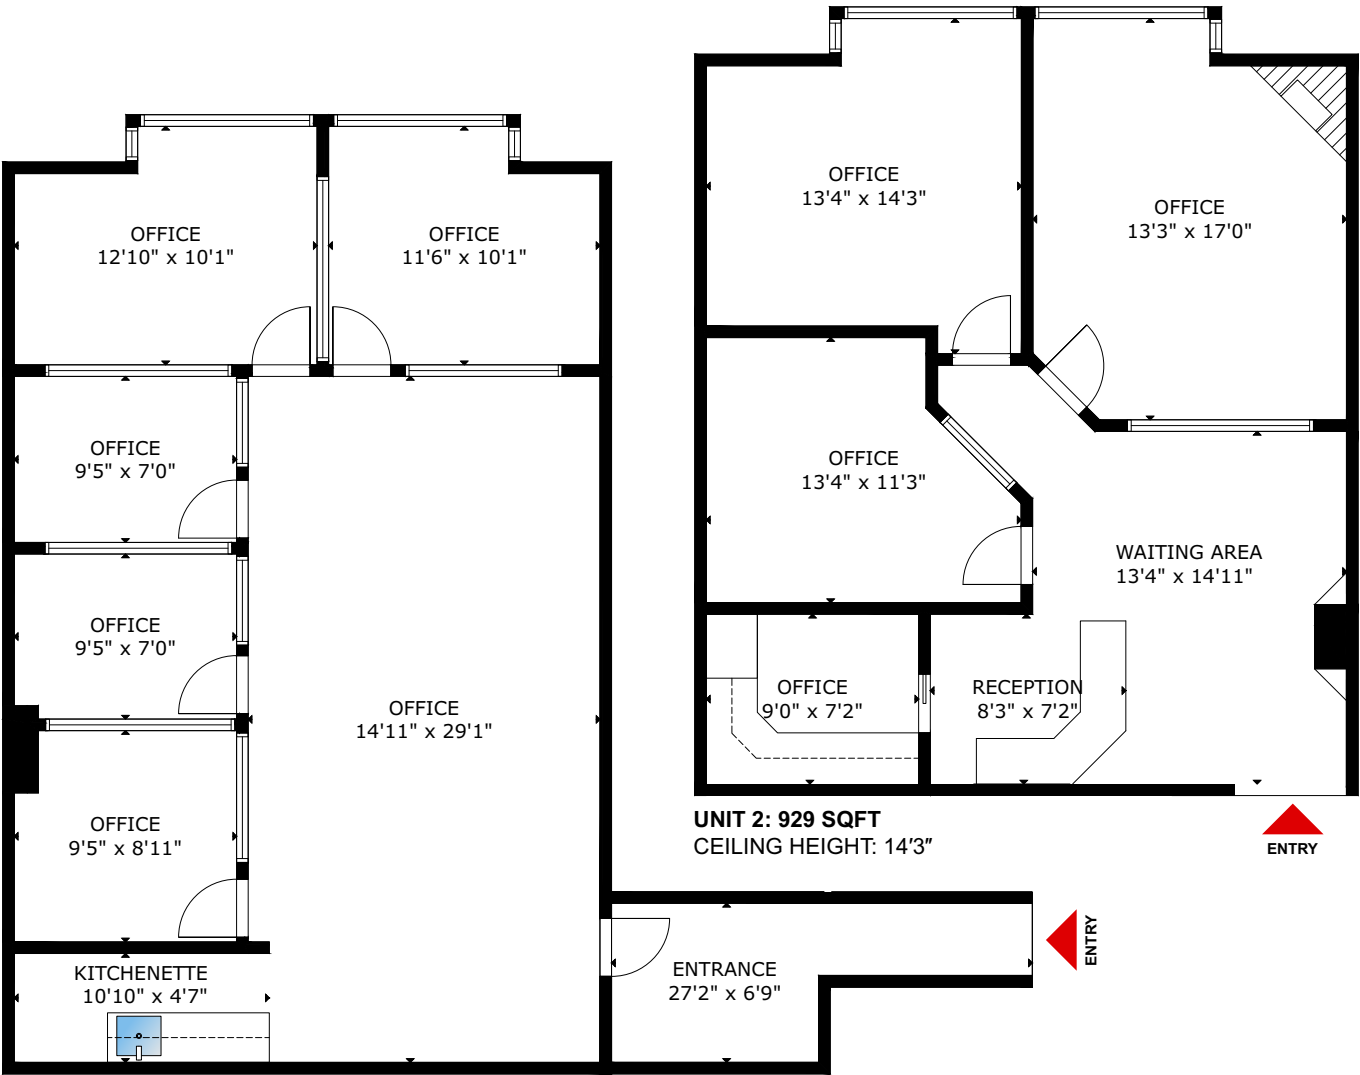 OFFICE
12'10" x 10'1"
OFFICE
11'6" x 10'1"
OFFICE
9'5" x 7'0"
OFFICE
9'5" x 7'0"
OFFICE
14'11" x 29'1"
OFFICE
9'5" x 8'11"
KITCHENETTE
10'10" x 4'7"
ENTRANCE
27'2" x 6'9"
ENTRY
OFFICE
13'4" x 14'3"
OFFICE
13'3" x 17'0"
OFFICE
13'4" x 11'3"
WAITING AREA
13'4" x 14'11"
OFFICE
9'0" x 7'2"
RECEPTION
8'3" x 7'2"
UNIT 2: 929 SQFT
CEILING HEIGHT: 14'3"
ENTRY